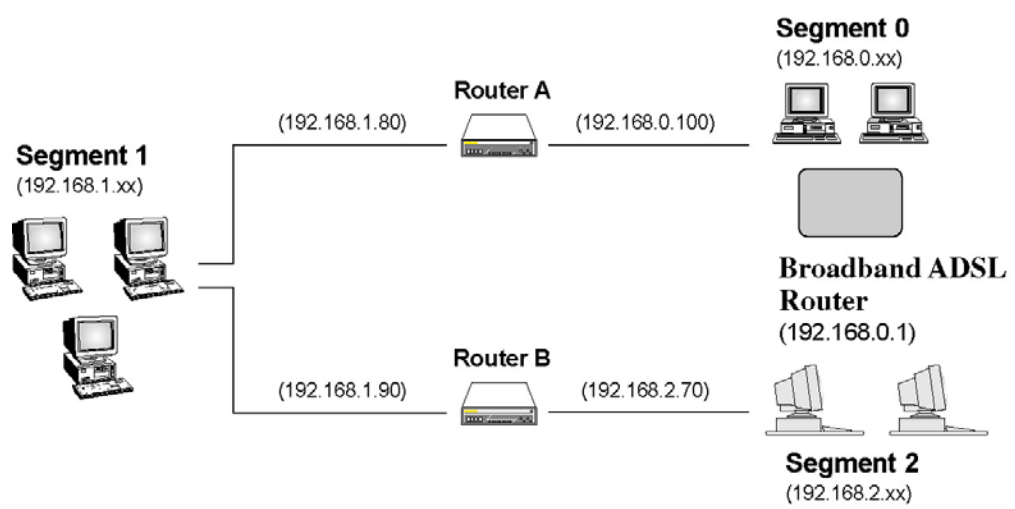 Segment 0
(192.168.0.xx)
Router A
(192.168.1.80)
(192.168.0.100)
Segment 1
(192.168.1.xx)
Broadband ADSL
Router
(192.168.0.1)
Router B
(192.168.1.90)
(192.168.2.70)
Segment 2
(192.168.2.xx)